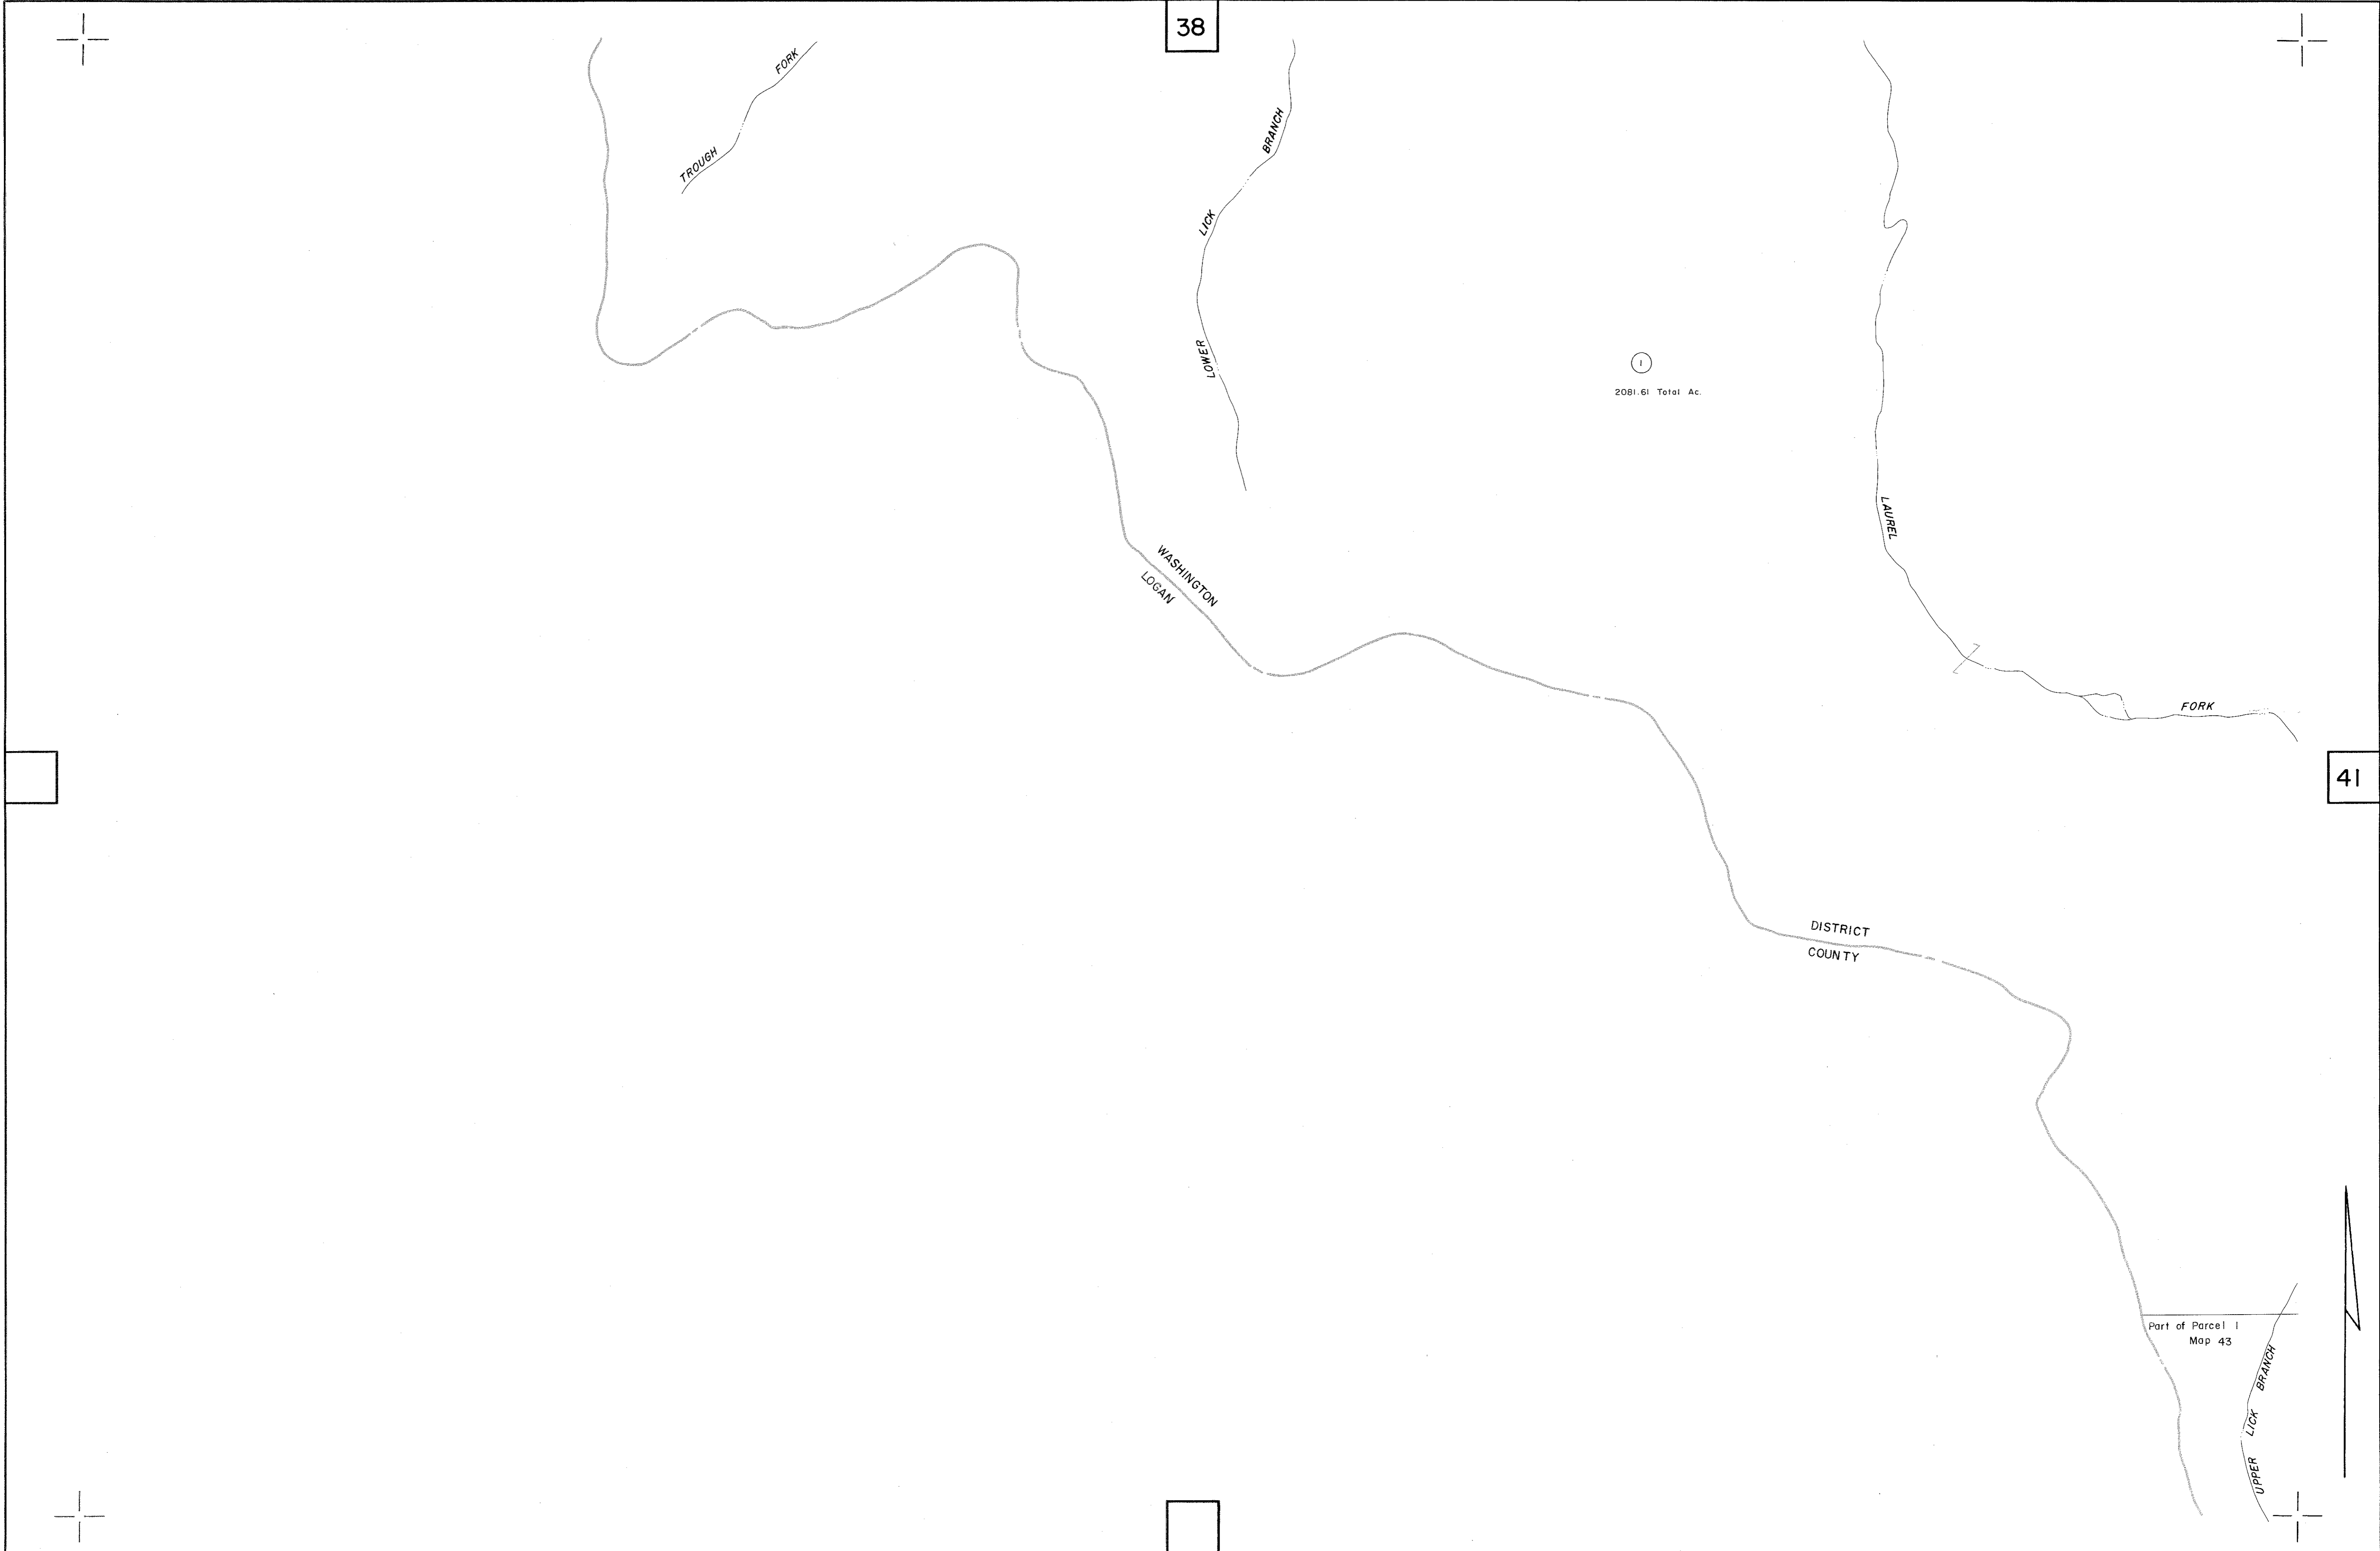 38
TROUGH FORK
LOWER LICK BRANCH
1
2081.61 Total Ac.
LAUREL FORK
WASHINGTON
LOGAN
41
DISTRICT
COUNTY
Part of Parcel 1
Map 43
UPPER LICK BRANCH